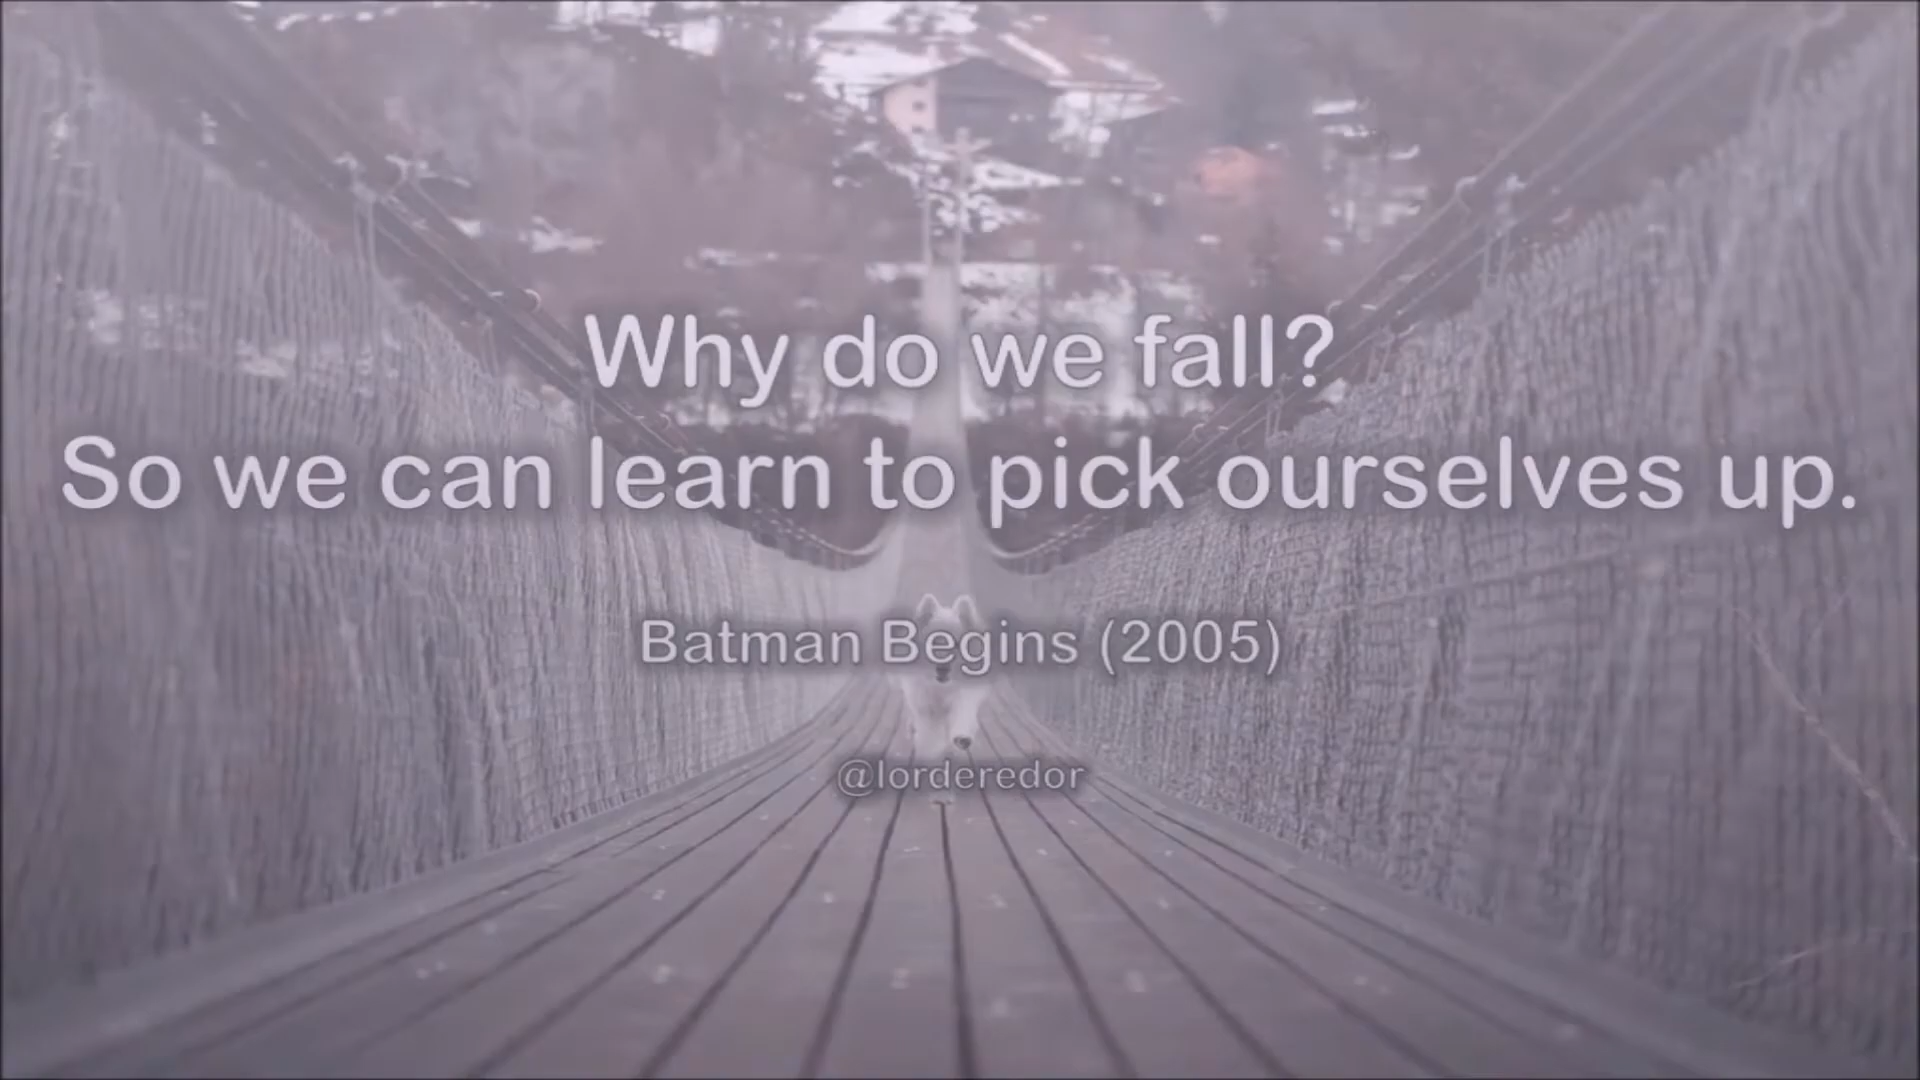 Why do we fall?
So we can learn to pick ourselves up.
Batman Begins (2005)
@lorderedor